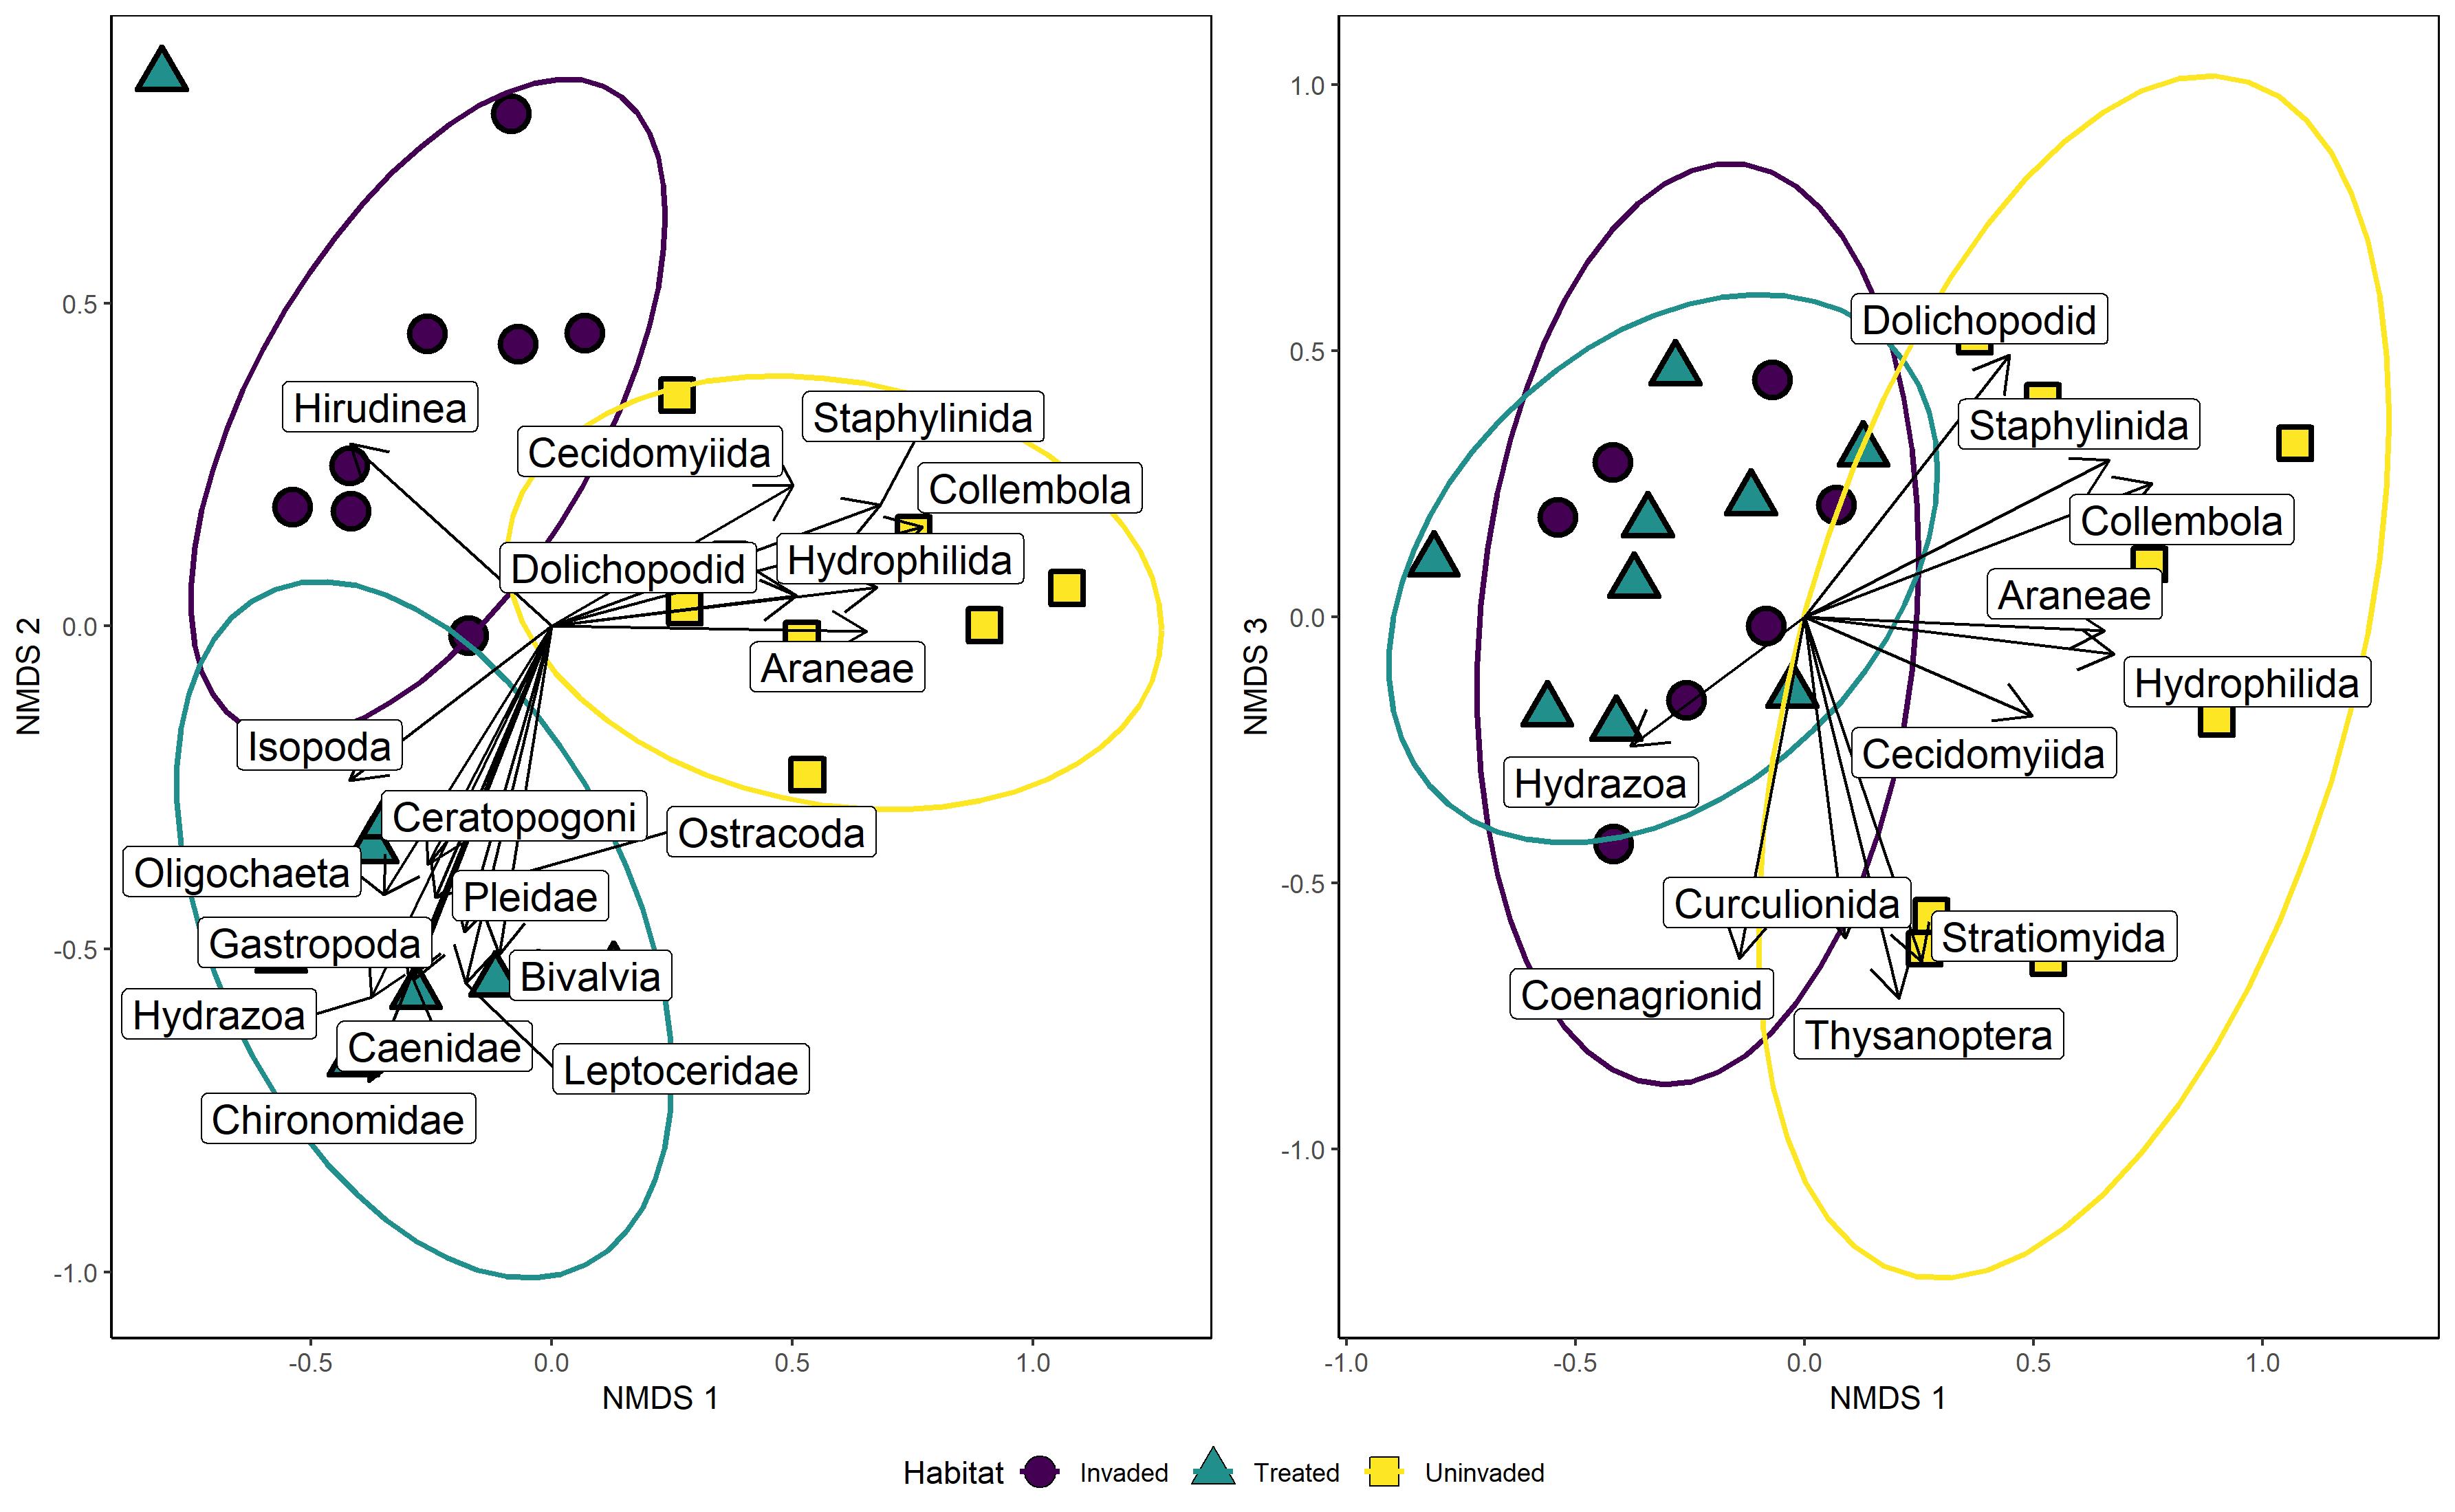 NMDS 2
0.5
0.0
-0.5
-1.0
Hirudinea
Staphylinida
Cecidomyiida
Collembola
Dolichopodid
Hydrophilida
Araneae
Isopoda
Ceratopogoni
Ostracoda
Oligochaeta
Pleidae
Gastropoda
Bivalvia
Hydrazoa
Caenidae
Leptoceridae
Chironomidae
-0.5
0.0
0.5
1.0
NMDS 1
NMDS 3
1.0
0.5
0.0
-0.5
-1.0
Dolichopodid
Staphylinida
Collembola
Araneae
Hydrophilida
Cecidomyiida
Hydrazoa
Curculionida
Stratiomyida
Coenagrionid
Thysanoptera
-1.0
-0.5
0.0
0.5
1.0
NMDS 1
Habitat Invaded Treated Uninvaded